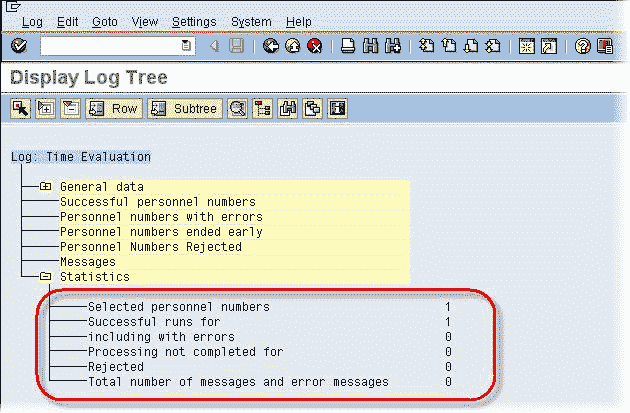 Log Edit Goto View Settings System Help
Display Log Tree
Row Subtree
Log: Time Evaluation
General data
Successful personnel numbers
Personnel numbers with errors
Personnel numbers ended early
Personnel Numbers Rejected
Messages
Statistics
Selected personnel numbers 1
Successful runs for 1
including with errors 0
Processing not completed for 0
Rejected 0
Total number of messages and error messages 0